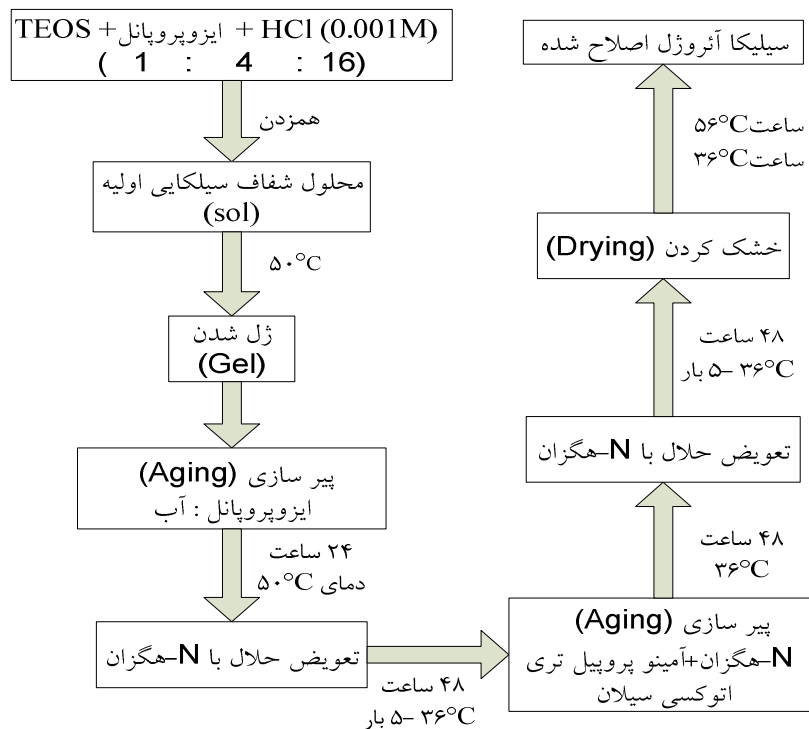 TEOS + ایزوپروپانل + HCl (0.001M)
( 1 : 4 : 16)
همزدن
محلول شفاف سیلکایی اولیه
(sol)
۵۰°C
ژل شدن
(Gel)
پیر سازی (Aging)
ایزوپروپانل : آب
۲۴ ساعت
دمای ۵۰°C
تعویض حلال با N-هگزان
۴۸ ساعت
۳۶°C -۵ بار
پیر سازی (Aging)
N-هگزان+آمینو پروپیل تری
اتوکسی سیلان
۴۸ ساعت
۳۶°C
تعویض حلال با N-هگزان
۴۸ ساعت
۳۶°C -۵ بار
خشک کردن (Drying)
ساعت ۵۶°C
ساعت ۳۶°C
سیلیکا آئروژل اصلاح شده